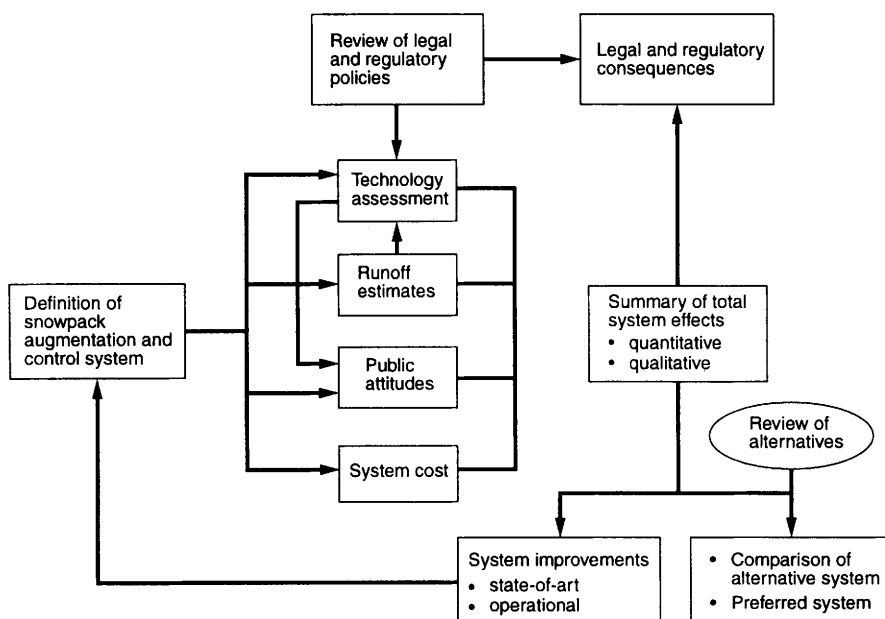 Review of legal
and regulatory
policies
Legal and regulatory
consequences
Technology
assessment
Runoff
estimates
Definition of
snowpack
augmentation and
control system
Summary of total
system effects
• quantitative
• qualitative
Public
attitudes
Review of
alternatives
System cost
System improvements
• state-of-art
• operational
• Comparison of
alternative system
• Preferred system